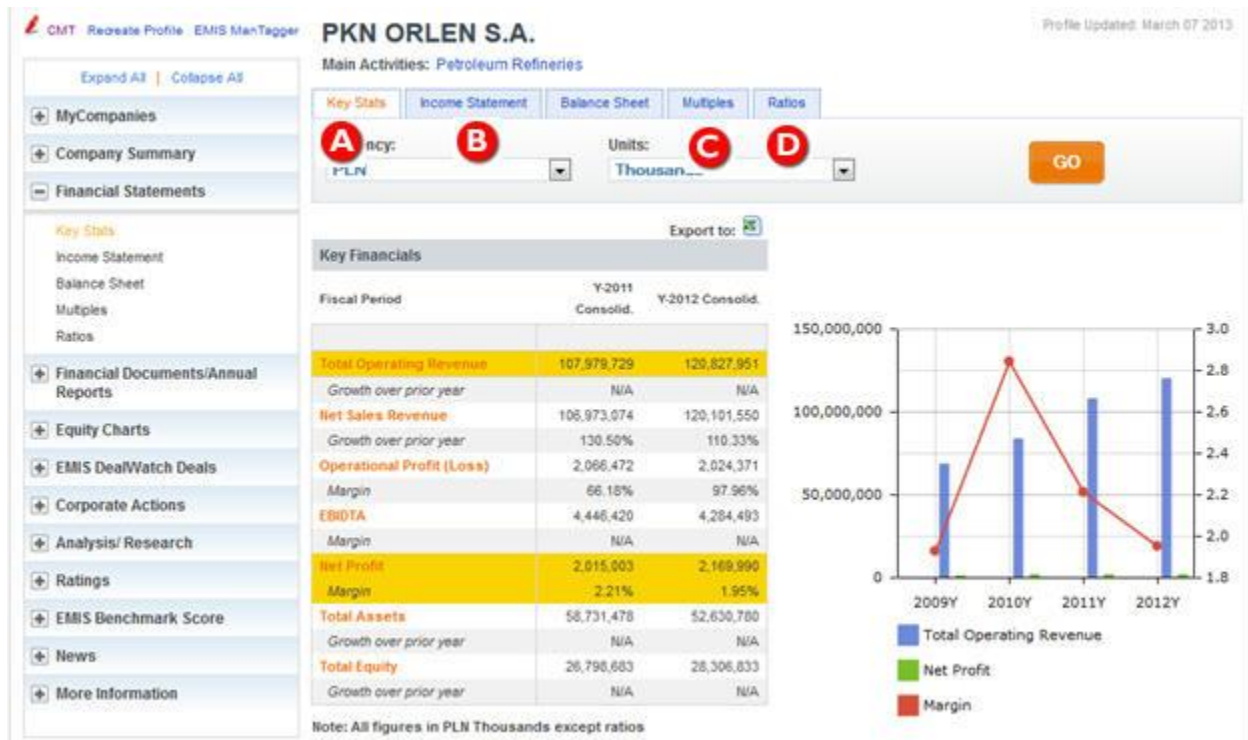 CMT Recreate Profile EMIS ManTagger
Expand All | Collapse All
MyCompanies
Company Summary
Financial Statements
Key Stats
Income Statement
Balance Sheet
Multiples
Ratios
Financial Documents/Annual
Reports
Equity Charts
EMIS DealWatch Deals
Corporate Actions
Analysis/ Research
Ratings
EMIS Benchmark Score
News
More Information
PKN ORLEN S.A.
Profile Updated: March 07 2013
Main Activities: Petroleum Refineries
Key Stats Income Statement Balance Sheet Multiples Ratios
A B C D
ncy: Units:
PLN Thousan
GO
Export to:
Key Financials
Fiscal Period Y-2011 Consolid. Y-2012 Consolid.
Total Operating Revenue 107,979,729 120,827,951
Growth over prior year N/A N/A
Net Sales Revenue 106,973,074 120,101,550
Growth over prior year 130.50% 110.33%
Operational Profit (Loss) 2,066,472 2,024,371
Margin 66.18% 97.96%
EBIDTA 4,446,420 4,284,493
Margin N/A N/A
Net Profit 2,015,003 2,169,990
Margin 2.21% 1.95%
Total Assets 58,731,478 52,630,780
Growth over prior year N/A N/A
Total Equity 26,798,683 28,306,833
Growth over prior year N/A N/A
Note: All figures in PLN Thousands except ratios
150,000,000 3.0
2.8
100,000,000 2.6
2.4
50,000,000 2.2
2.0
0 1.8
2009Y 2010Y 2011Y 2012Y
Total Operating Revenue
Net Profit
Margin